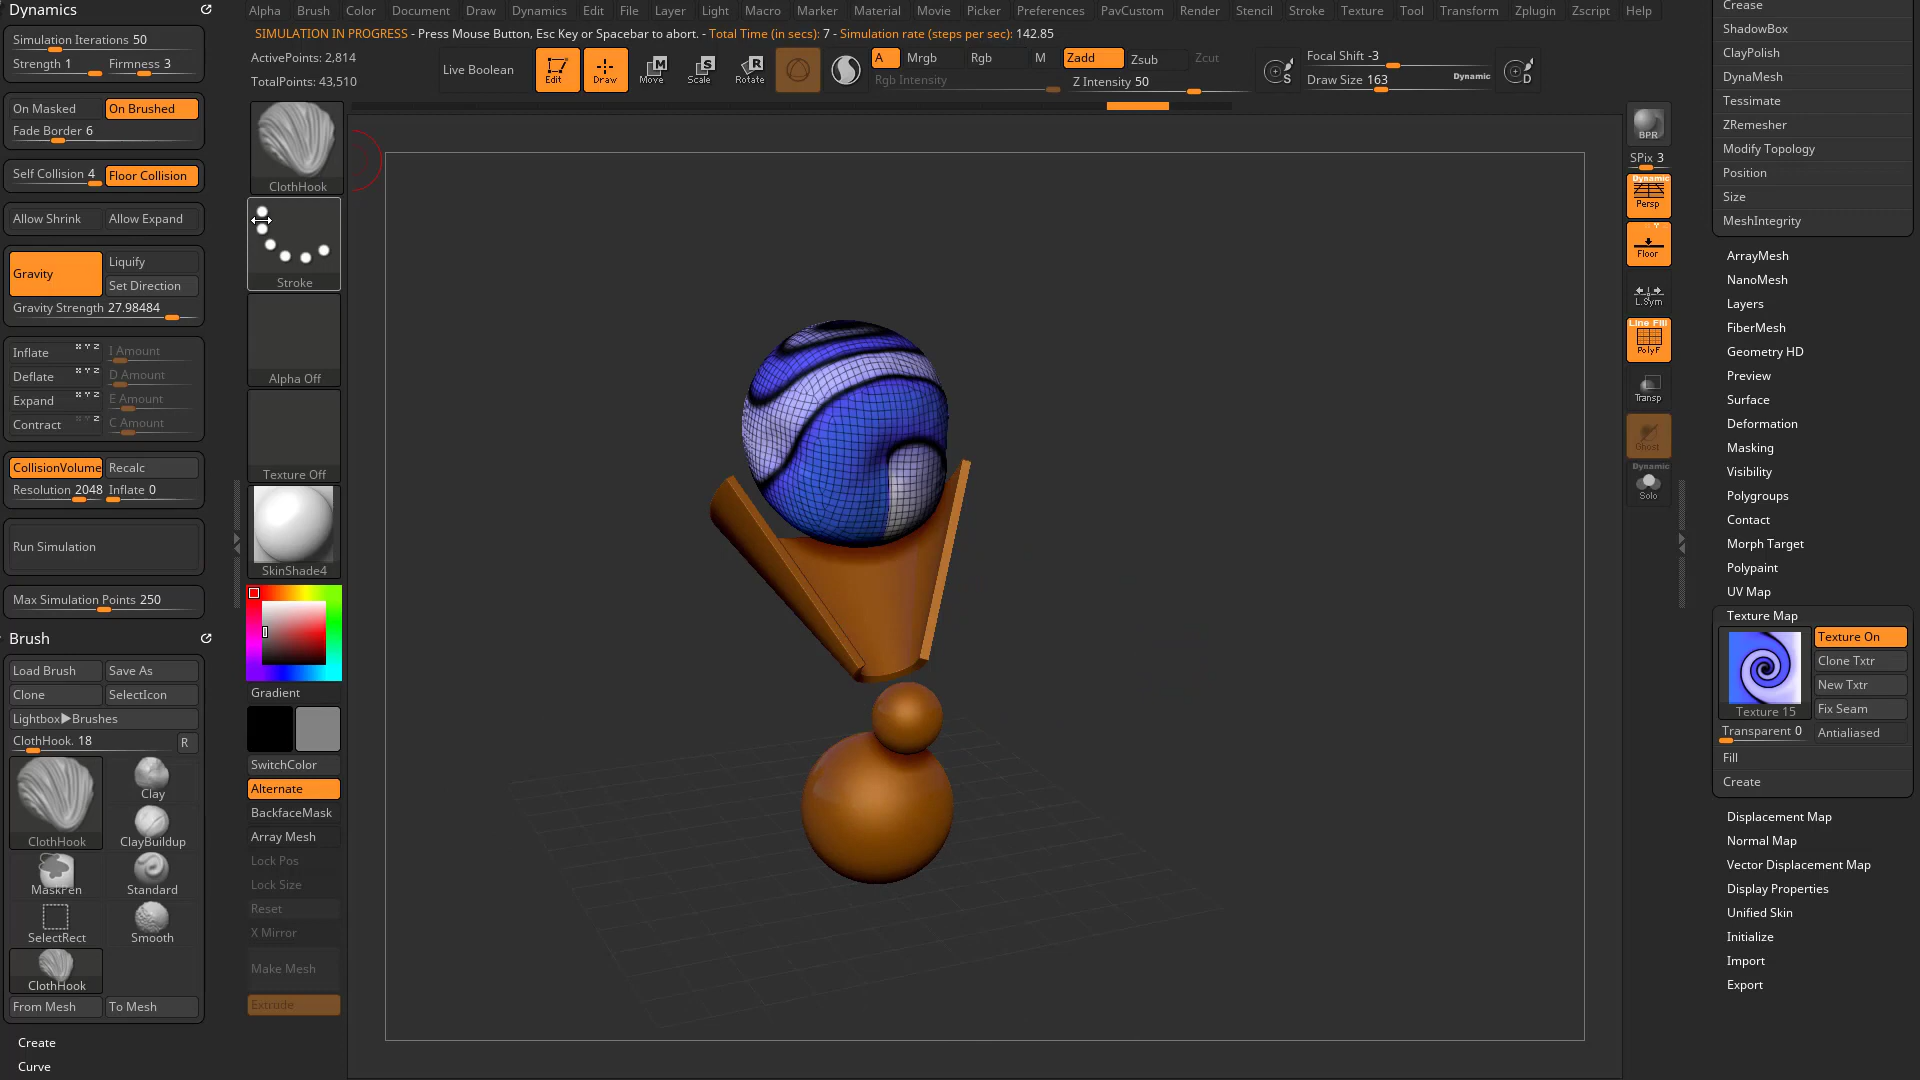 Dynamics
Simulation Iterations 50
Strength 1 Firmness 3
On Masked On Brushed
Fade Border 6
Self Collision 4 Floor Collision
Allow Shrink Allow Expand
Gravity Liquify
Set Direction
Gravity Strength 27.98484
Inflate X Y Z I Amount
Deflate X Y Z D Amount
Expand X Y Z E Amount
Contract X Y Z C Amount
CollisionVolume Recalc
Resolution 2048 Inflate 0
Run Simulation
Max Simulation Points 250
Brush
Load Brush Save As
Clone SelectIcon
Lightbox▶Brushes
ClothHook. 18 R
ClothHook Clay
ClayBuildup
MaskPen Standard
SelectRect Smooth
ClothHook
From Mesh To Mesh
Create
Curve
Alpha Brush Color Document Draw Dynamics Edit File Layer Light Macro Marker Material Movie Picker Preferences PavCustom Render Stencil Stroke Texture Tool Transform Zplugin Zscript Help
SIMULATION IN PROGRESS - Press Mouse Button, Esc Key or Spacebar to abort. - Total Time (in secs): 7 - Simulation rate (steps per sec): 142.85
ActivePoints: 2,814
TotalPoints: 43,510
Live Boolean
Edit Draw Move Scale Rotate
M S R
A Mrgb Rgb M Zadd Zsub Zcut
Rgb Intensity Z Intensity 50
S Focal Shift -3
Draw Size 163 Dynamic D
ClothHook
Stroke
Alpha Off
Texture Off
SkinShade4
Gradient
SwitchColor
Alternate
BackfaceMask
Array Mesh
Lock Pos
Lock Size
Reset
X Mirror
Make Mesh
Extrude
BPR
SPix 3
Dynamic
Persp
Floor
L.Sym
Line Fill
PolyF
Transp
Ghost
Dynamic
Solo
Crease
ShadowBox
ClayPolish
DynaMesh
Tessimate
ZRemesher
Modify Topology
Position
Size
MeshIntegrity
ArrayMesh
NanoMesh
Layers
FiberMesh
Geometry HD
Preview
Surface
Deformation
Masking
Visibility
Polygroups
Contact
Morph Target
Polypaint
UV Map
Texture Map
Texture On
Clone Txtr
New Txtr
Texture 15 Fix Seam
Transparent 0 Antialiased
Fill
Create
Displacement Map
Normal Map
Vector Displacement Map
Display Properties
Unified Skin
Initialize
Import
Export